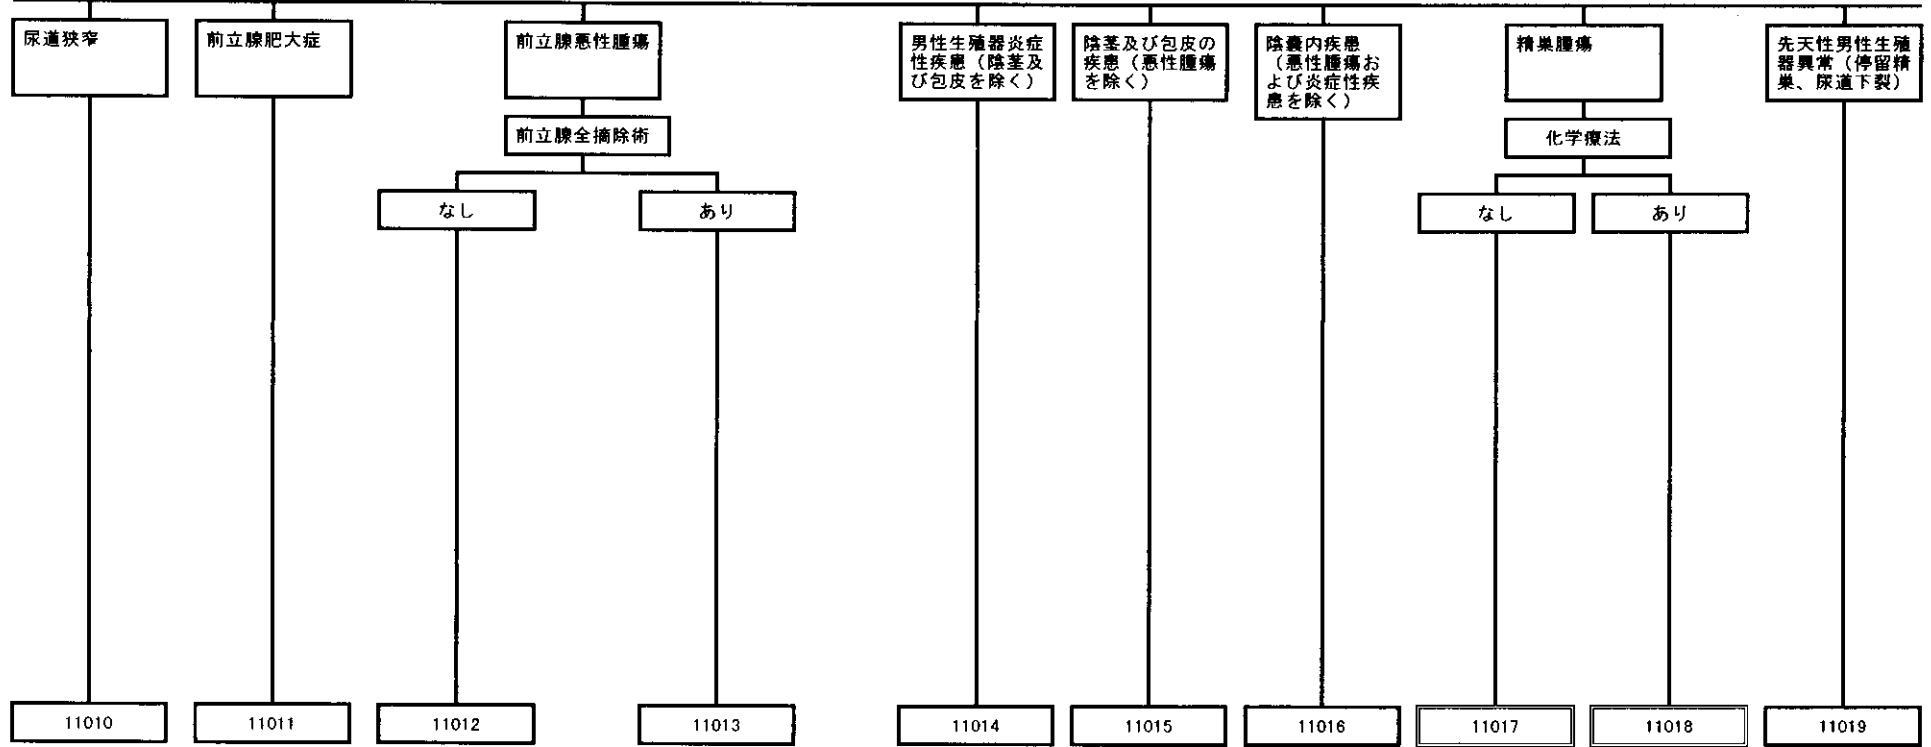 尿道狭窄
前立腺肥大症
前立腺悪性腫瘍
前立腺全摘除術
なし
あり
男性生殖器炎症
性疾患（陰茎及
び包皮を除く）
陰茎及び包皮の
疾患（悪性腫瘍
を除く）
陰嚢内疾患
（悪性腫瘍お
よび炎症性疾
患を除く）
精巣腫瘍
化学療法
なし
あり
先天性男性生殖
器異常（停留精
巣、尿道下裂）
11010
11011
11012
11013
11014
11015
11016
11017
11018
11019